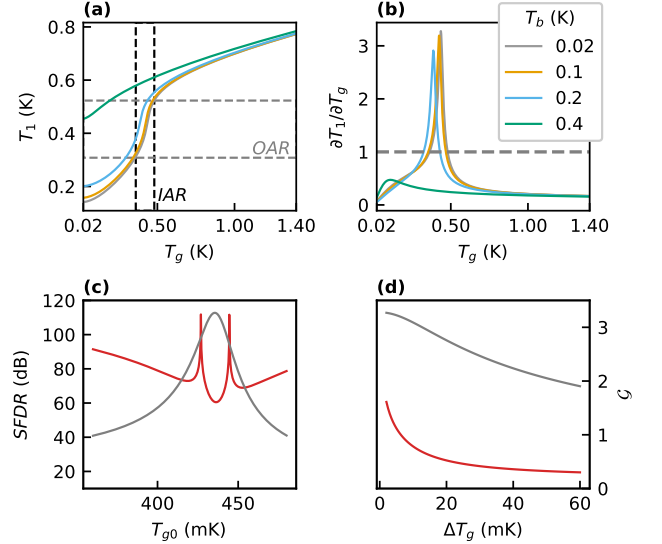 (a)
T1 (K)
0.8
0.6
0.4
0.2
OAR
IAR
0.02
0.50
1.00
1.40
Tg (K)
(b)
∂T1/∂Tg
3
2
1
0
0.02
0.50
1.00
1.40
Tg (K)
Tb (K)
0.02
0.1
0.2
0.4
(c)
SFDR (dB)
120
100
80
60
40
20
400
450
Tg0 (mK)
(d)
3
2
1
0
𝒢
0
20
40
60
ΔTg (mK)